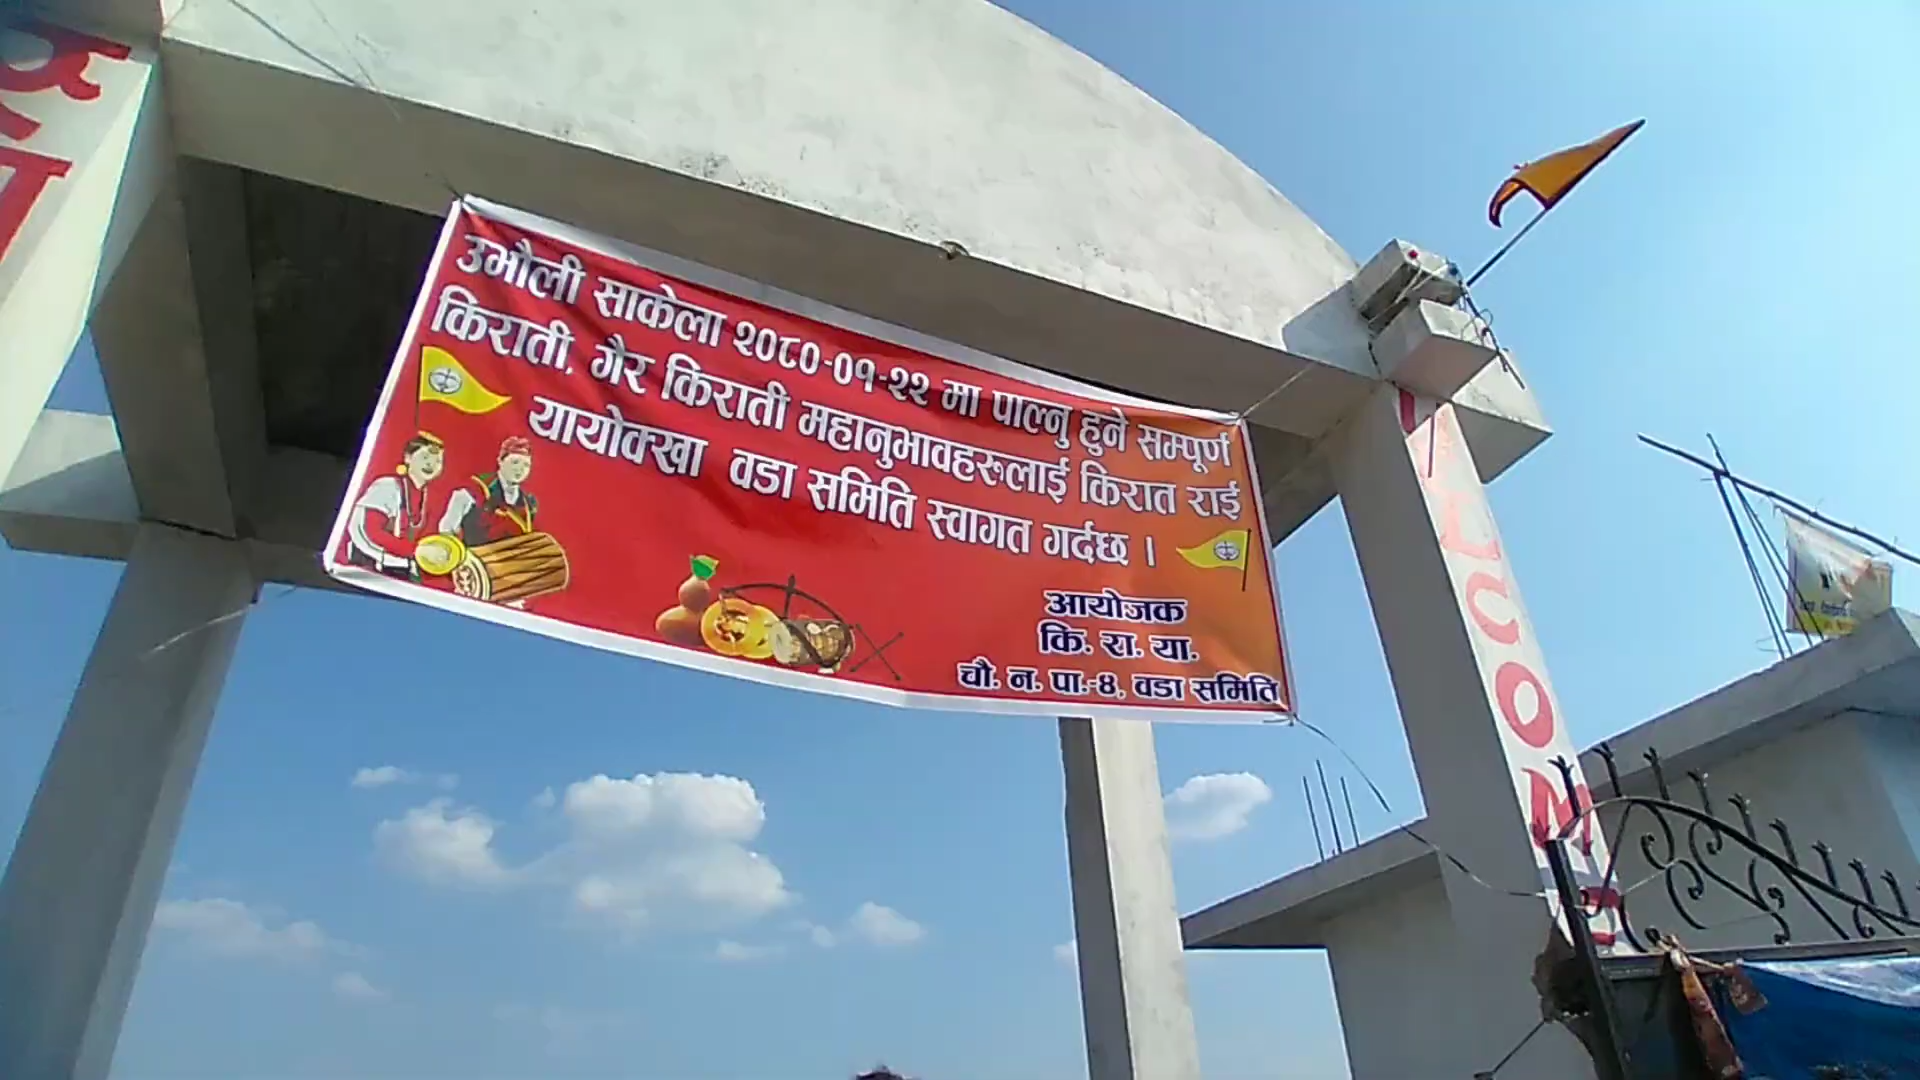 उभौली साकेला २०८०-०१-२२ मा पाल्नु हुने सम्पूर्ण
किराती, गैर किराती महानुभावहरुलाई किरात राई
यायोक्खा वडा समिति स्वागत गर्दछ ।
आयोजक
कि. रा. या.
चौ. न. पा.-४, वडा समिति
WELCOME